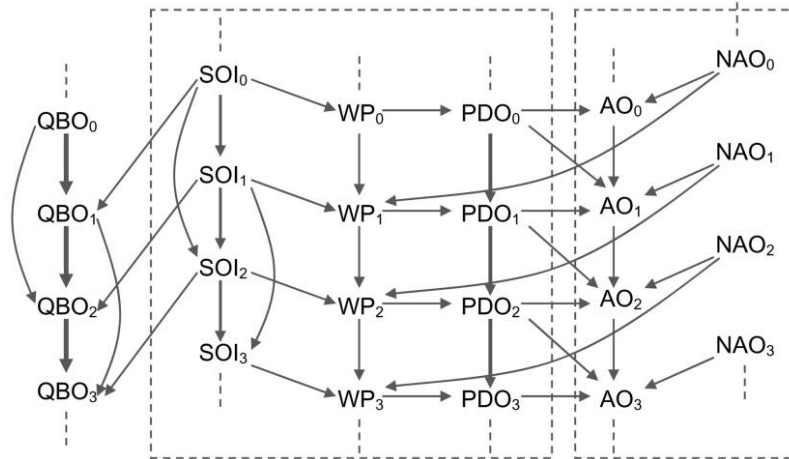 NAO₀
SOI₀
QBO₀ WP₀ PDO₀ AO₀
NAO₁
SOI₁
QBO₁ WP₁ PDO₁ AO₁
NAO₂
SOI₂
QBO₂ WP₂ PDO₂ AO₂
SOI₃ NAO₃
QBO₃ WP₃ PDO₃ AO₃